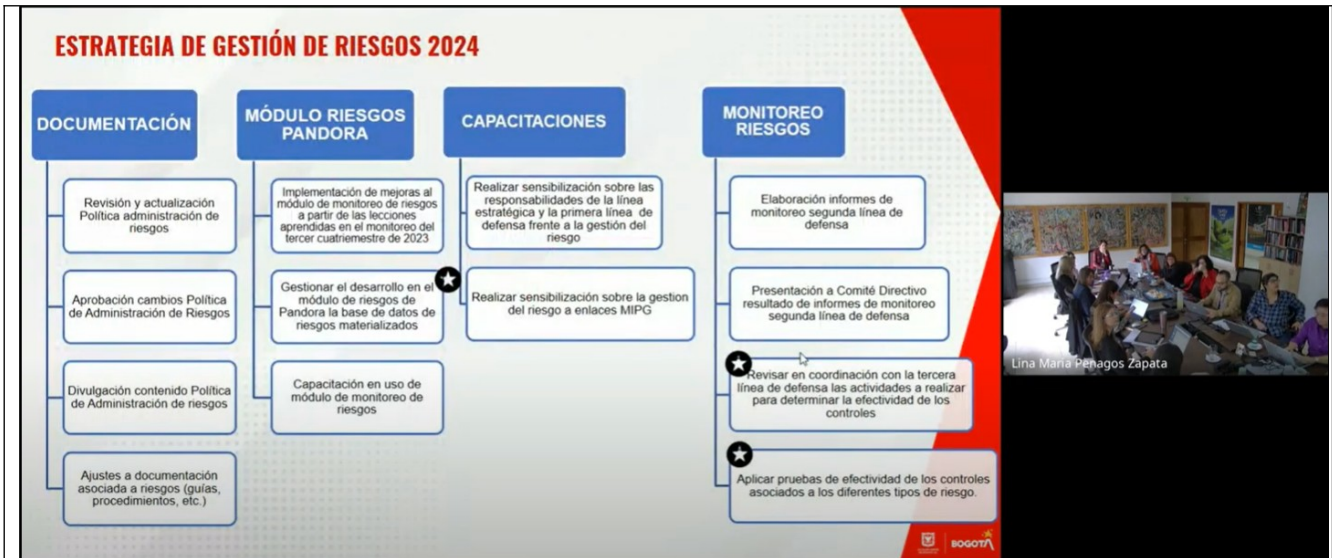 ESTRATEGIA DE GESTIÓN DE RIESGOS 2024
DOCUMENTACIÓN
Revisión y actualización
Política administración de
riesgos
Aprobación cambios Política
de Administración de Riesgos
Divulgación contenido Política
de Administración de riesgos
Ajustes a documentación
asociada a riesgos (guías,
procedimientos, etc.)
MÓDULO RIESGOS
PANDORA
Implementación de mejoras al
módulo de monitoreo de riesgos
a partir de las lecciones
aprendidas en el monitoreo del
tercer cuatrimestre de 2023
Gestionar el desarrollo en el
módulo de riesgos de
Pandora la base de datos de
riesgos materializados
Capacitación en uso de
módulo de monitoreo de
riesgos
CAPACITACIONES
Realizar sensibilización sobre las
responsabilidades de la línea
estratégica y la primera línea de
defensa frente a la gestión del
riesgo
Realizar sensibilización sobre la gestion
del riesgo a enlaces MIPG
MONITOREO
RIESGOS
Elaboración informes de
monitoreo segunda línea de
defensa
Presentación a Comité Directivo
resultado de informes de monitoreo
segunda línea de defensa
Revisar en coordinación con la tercera
línea de defensa las actividades a realizar
para determinar la efectividad de los
controles
Aplicar pruebas de efectividad de los controles
asociados a los diferentes tipos de riesgo.
BOGOTÁ
Lina Maria Penagos Zapata